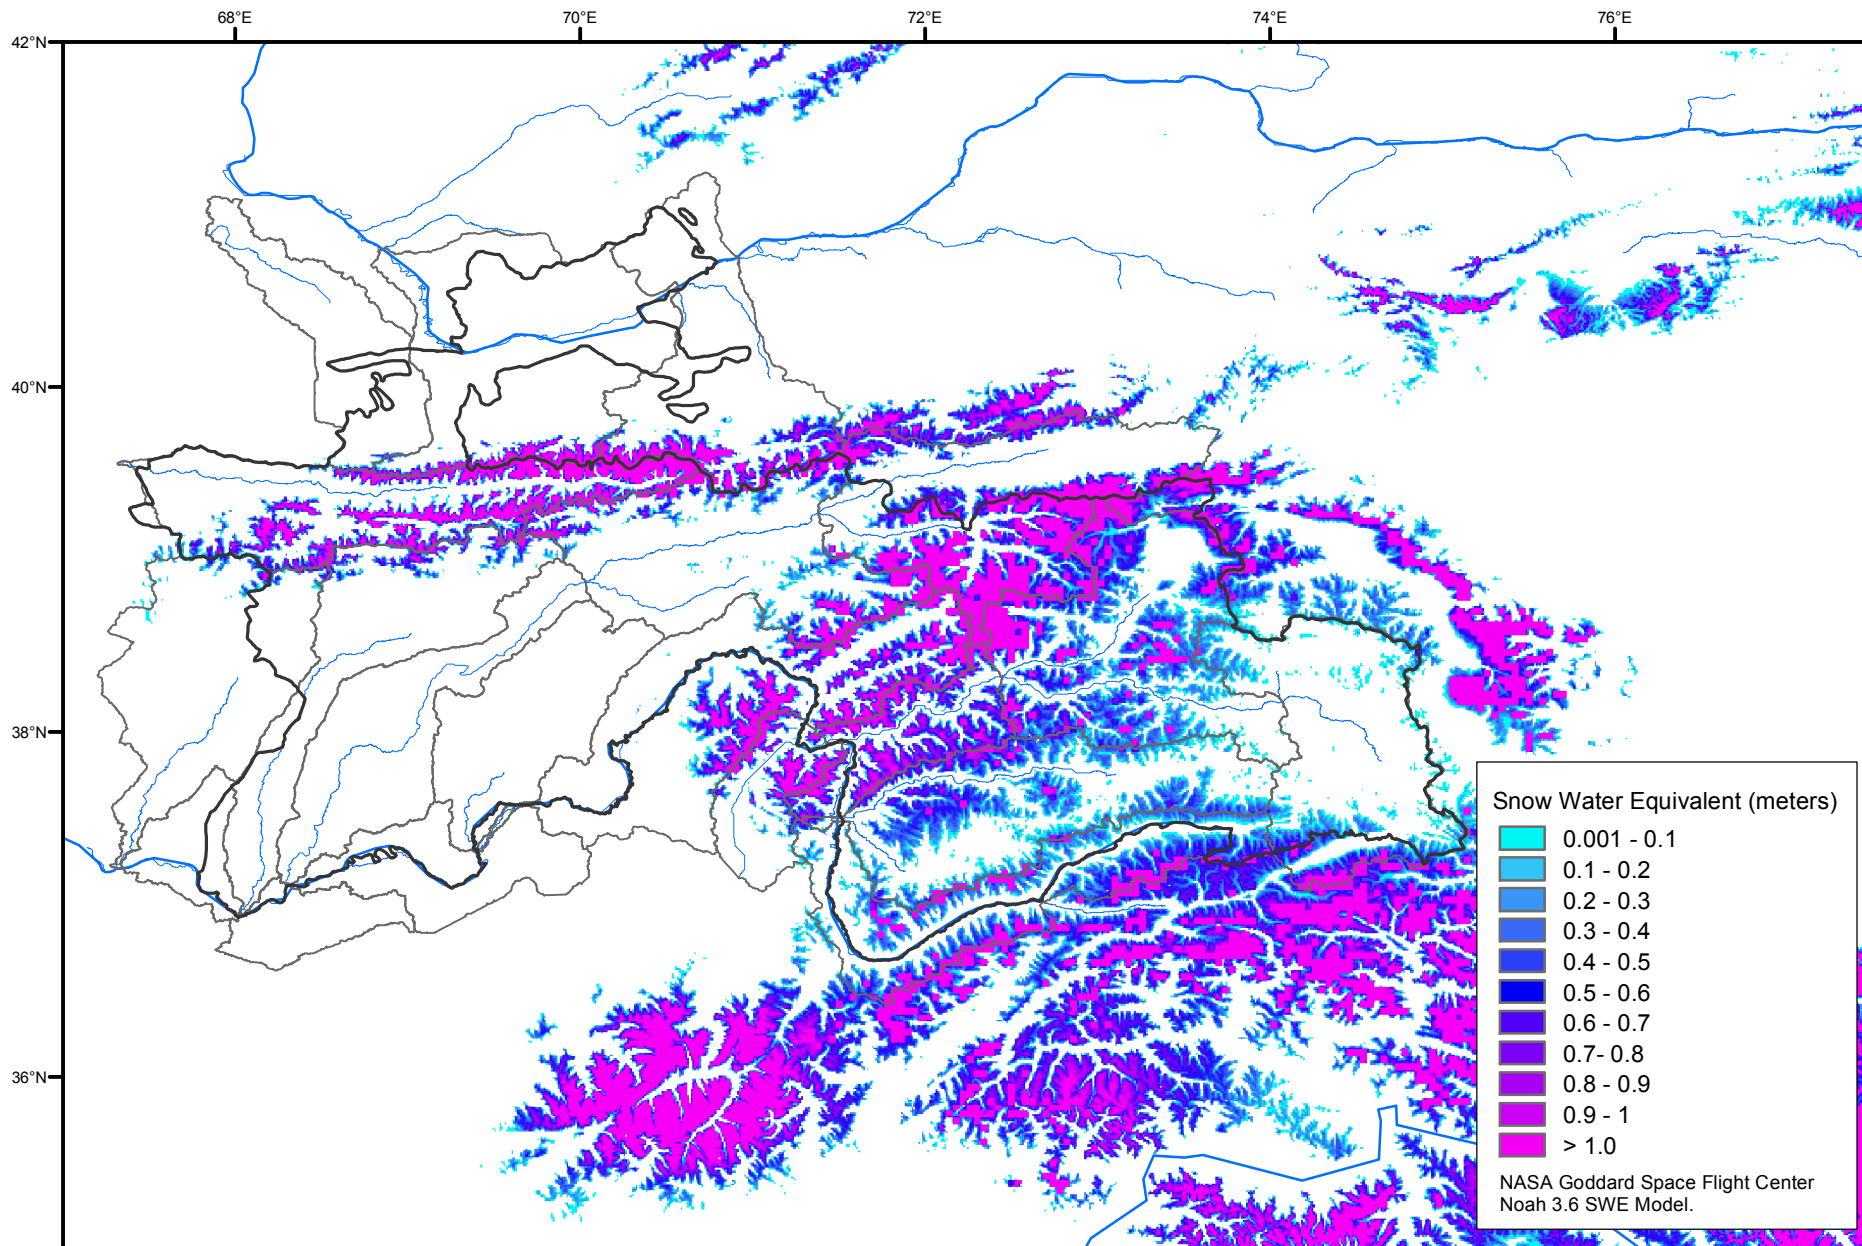 68°E 70°E 72°E 74°E 76°E
42°N
40°N
38°N
36°N
Snow Water Equivalent (meters)
0.001 - 0.1
0.1 - 0.2
0.2 - 0.3
0.3 - 0.4
0.4 - 0.5
0.5 - 0.6
0.6 - 0.7
0.7- 0.8
0.8 - 0.9
0.9 - 1
> 1.0
NASA Goddard Space Flight Center
Noah 3.6 SWE Model.